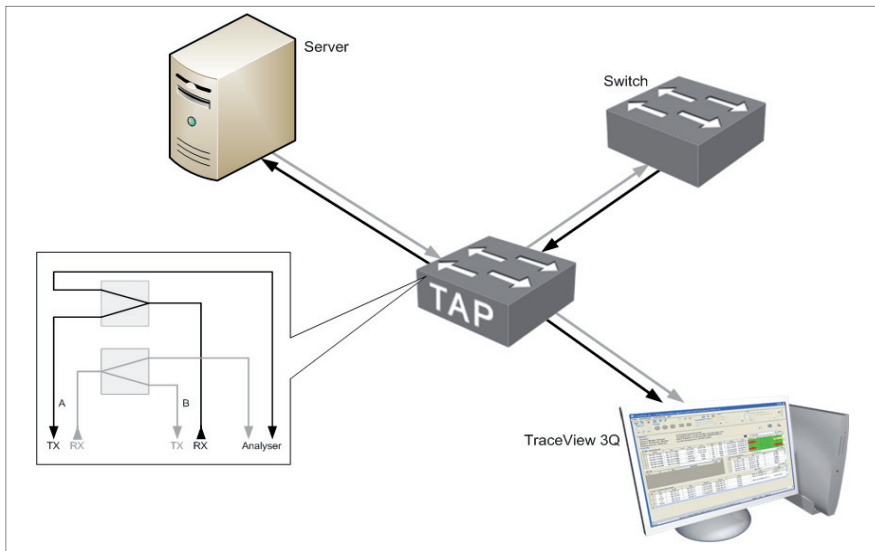 Server
Switch
TAP
A
B
TX RX TX RX Analyser
TraceView 3Q